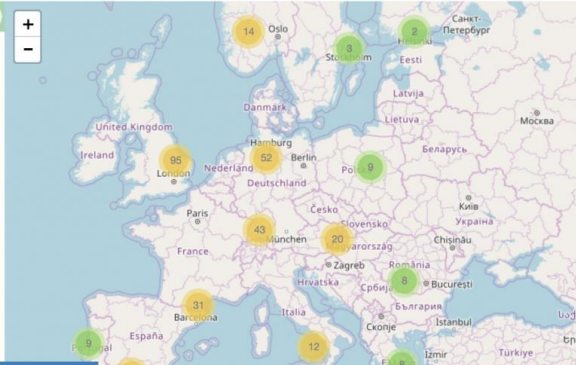 +
−
14
Oslo
2
Санкт-
Петербург
3
Stockholm
Eesti
Latvija
Danmark
Lietuva
Москва
United Kingdom
Ireland
95
London
Hamburg
52
Berlin
Nederland
Deutschland
9
Беларусь
Київ
Україна
Paris
Česko
Slovensko
43
München
20
Chișinău
France
Zagreb
România
Hrvatska
8
București
Србија
31
Barcelona
Italia
България
Скопје
Istanbul
España
9
12
İzmir
Türkiye